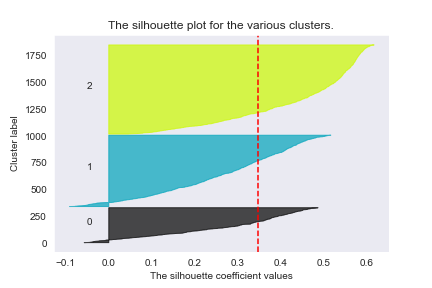 The silhouette plot for the various clusters.
Cluster label
1750
1500
1250
1000
750
500
250
0
2
1
0
−0.1 0.0 0.1 0.2 0.3 0.4 0.5 0.6
The silhouette coefficient values